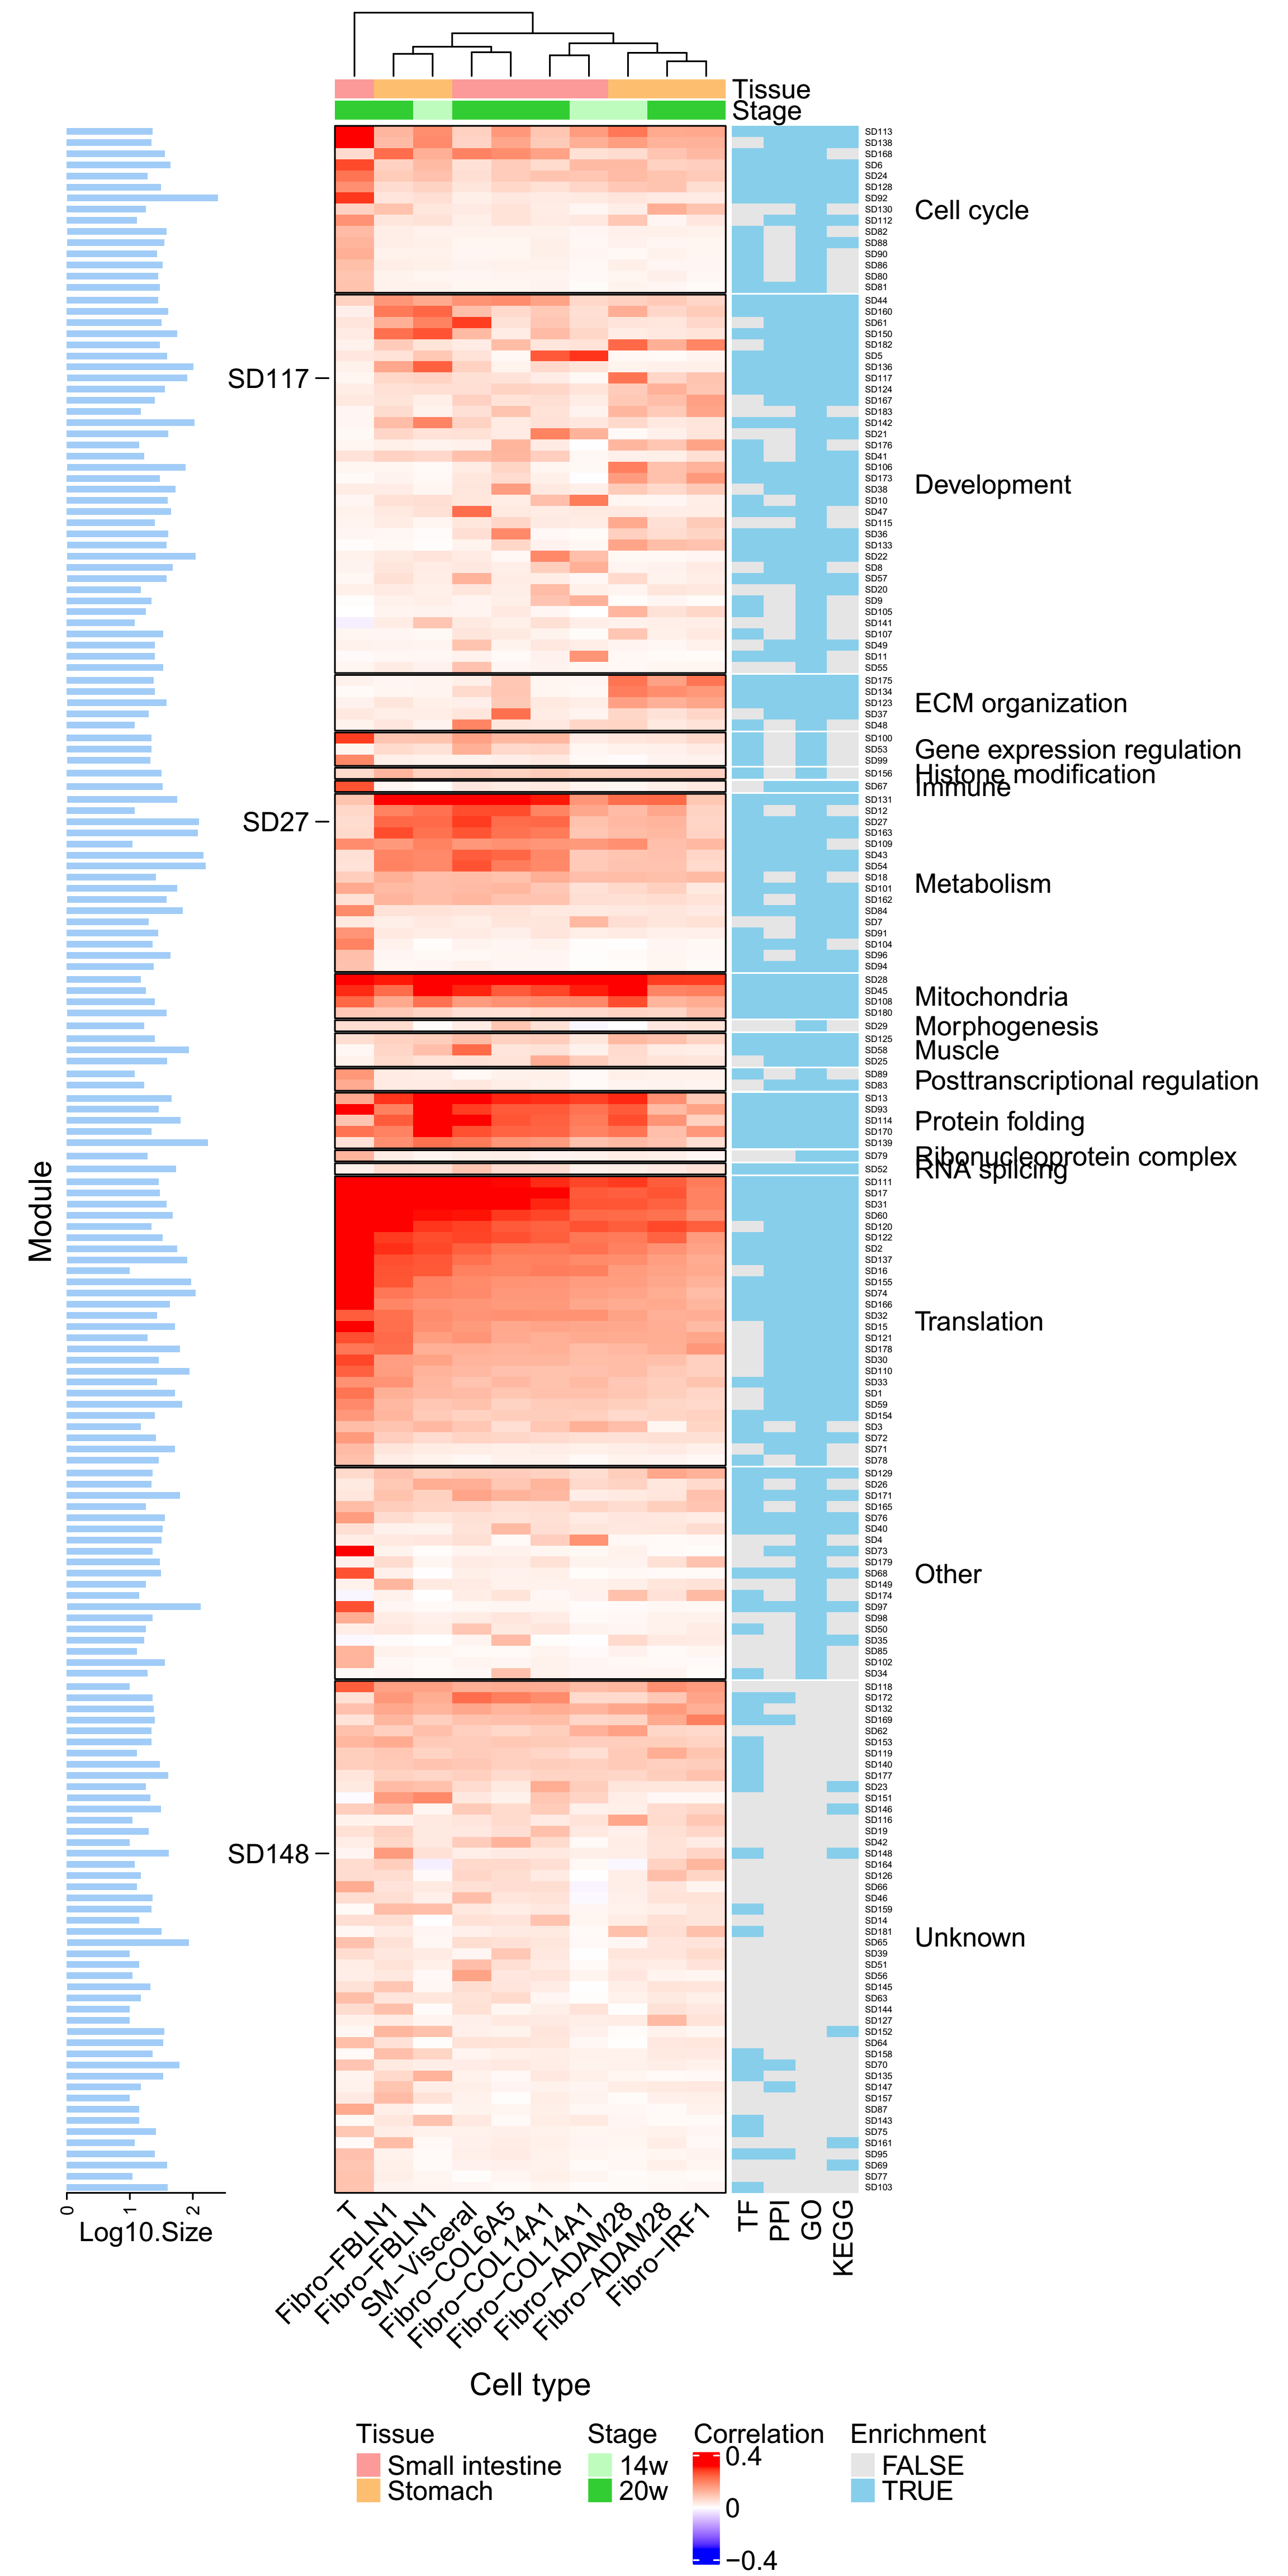 Tissue
Stage
SD113
SD138
SD168
SD6
SD24
SD128
SD92
SD130
SD112
SD82
SD88
SD90
SD86
SD80
SD81
Cell cycle
SD44
SD160
SD61
SD150
SD182
SD5
SD136
SD117
SD124
SD167
SD183
SD142
SD21
SD176
SD41
SD106
SD173
SD38
SD10
SD47
SD115
SD36
SD133
SD22
SD8
SD57
SD20
SD9
SD105
SD141
SD107
SD49
SD11
SD55
SD117
Development
SD175
SD134
SD123
SD37
SD48
ECM organization
SD100
SD53
SD99
Gene expression regulation
SD156
Histone modification
SD67
Immune
SD131
SD12
SD27
SD163
SD109
SD43
SD54
SD18
SD101
SD162
SD84
SD7
SD91
SD104
SD96
SD94
SD27
Metabolism
SD28
SD45
SD108
SD180
Mitochondria
SD29
Morphogenesis
SD125
SD58
SD25
Muscle
SD89
SD83
Posttranscriptional regulation
SD13
SD93
SD114
SD170
SD139
Protein folding
SD79
Ribonucleoprotein complex
SD52
RNA splicing
SD111
SD17
SD31
SD60
SD120
SD122
SD2
SD137
SD16
SD155
SD74
SD166
SD32
SD15
SD121
SD178
SD30
SD110
SD33
SD1
SD59
SD154
SD3
SD72
SD71
SD78
Translation
Module
SD129
SD26
SD171
SD165
SD76
SD40
SD4
SD73
SD179
SD68
SD149
SD174
SD97
SD98
SD50
SD35
SD85
SD102
SD34
Other
SD118
SD172
SD132
SD169
SD62
SD153
SD119
SD140
SD177
SD23
SD151
SD146
SD116
SD19
SD42
SD148
SD164
SD126
SD66
SD46
SD159
SD14
SD181
SD65
SD39
SD51
SD56
SD145
SD63
SD144
SD127
SD152
SD64
SD158
SD70
SD135
SD147
SD157
SD87
SD143
SD75
SD161
SD95
SD69
SD77
SD103
SD148
Unknown
0 1 2
Log10.Size
T
Fibro−FBLN1
Fibro−FBLN1
SM−Visceral
Fibro−COL6A5
Fibro−COL14A1
Fibro−COL14A1
Fibro−ADAM28
Fibro−ADAM28
Fibro−IRF1
TF
PPI
GO
KEGG
Cell type
Tissue
Small intestine
Stomach
Stage
14w
20w
Correlation
0.4
0
−0.4
Enrichment
FALSE
TRUE